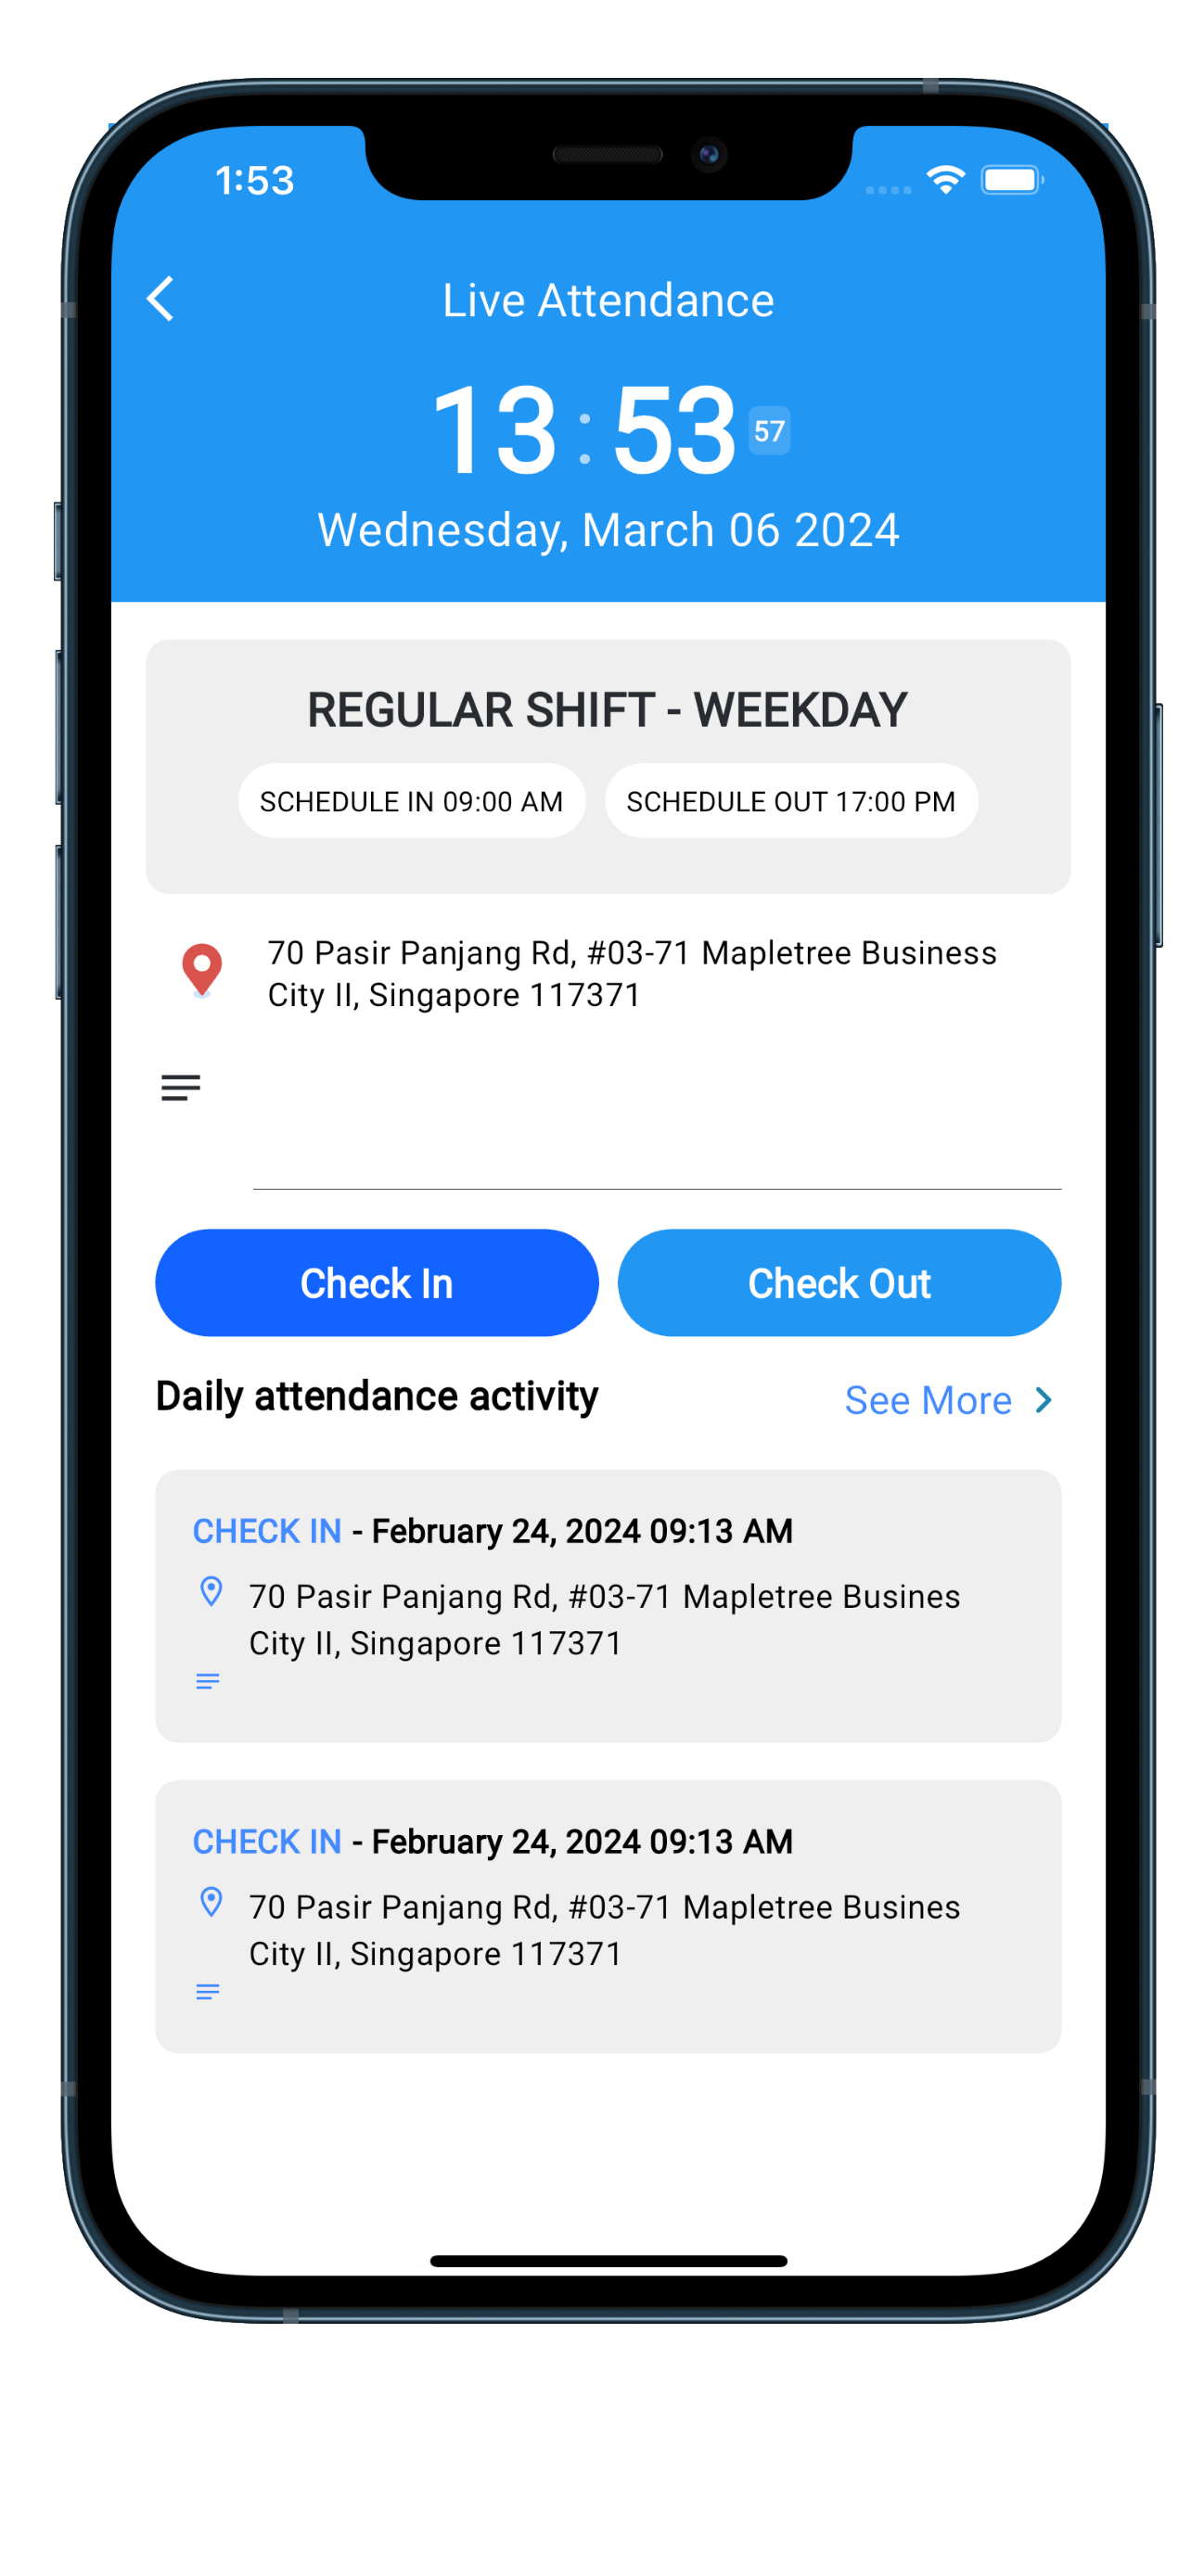 1:53
Live Attendance
13:53 57
Wednesday, March 06 2024
REGULAR SHIFT - WEEKDAY
SCHEDULE IN 09:00 AM SCHEDULE OUT 17:00 PM
70 Pasir Panjang Rd, #03-71 Mapletree Business
City II, Singapore 117371
Check In Check Out
Daily attendance activity See More
CHECK IN - February 24, 2024 09:13 AM
70 Pasir Panjang Rd, #03-71 Mapletree Busines
City II, Singapore 117371
CHECK IN - February 24, 2024 09:13 AM
70 Pasir Panjang Rd, #03-71 Mapletree Busines
City II, Singapore 117371